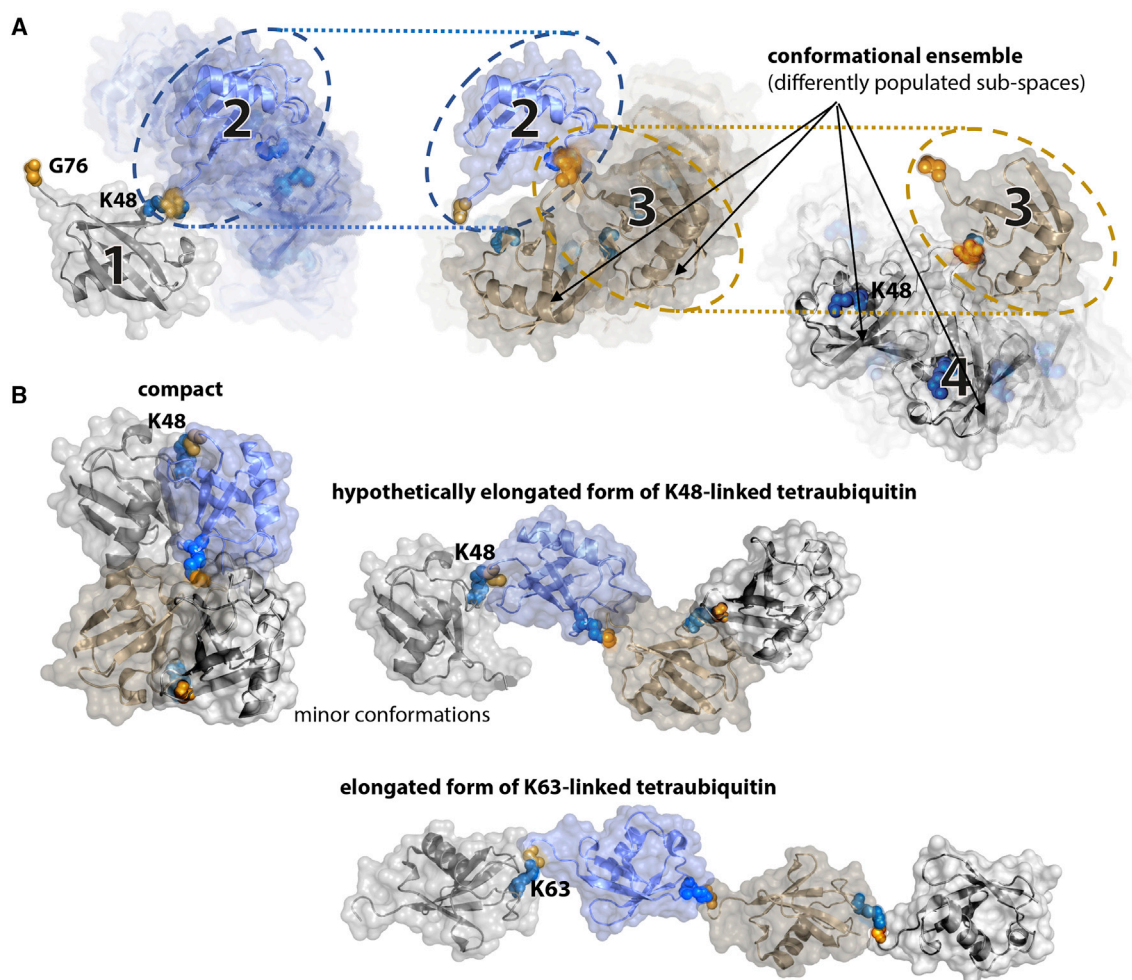 A
conformational ensemble
(differently populated sub-spaces)
2
2
G76
K48
3
3
1
K48
4
B
compact
K48
hypothetically elongated form of K48-linked tetraubiquitin
K48
minor conformations
elongated form of K63-linked tetraubiquitin
K63